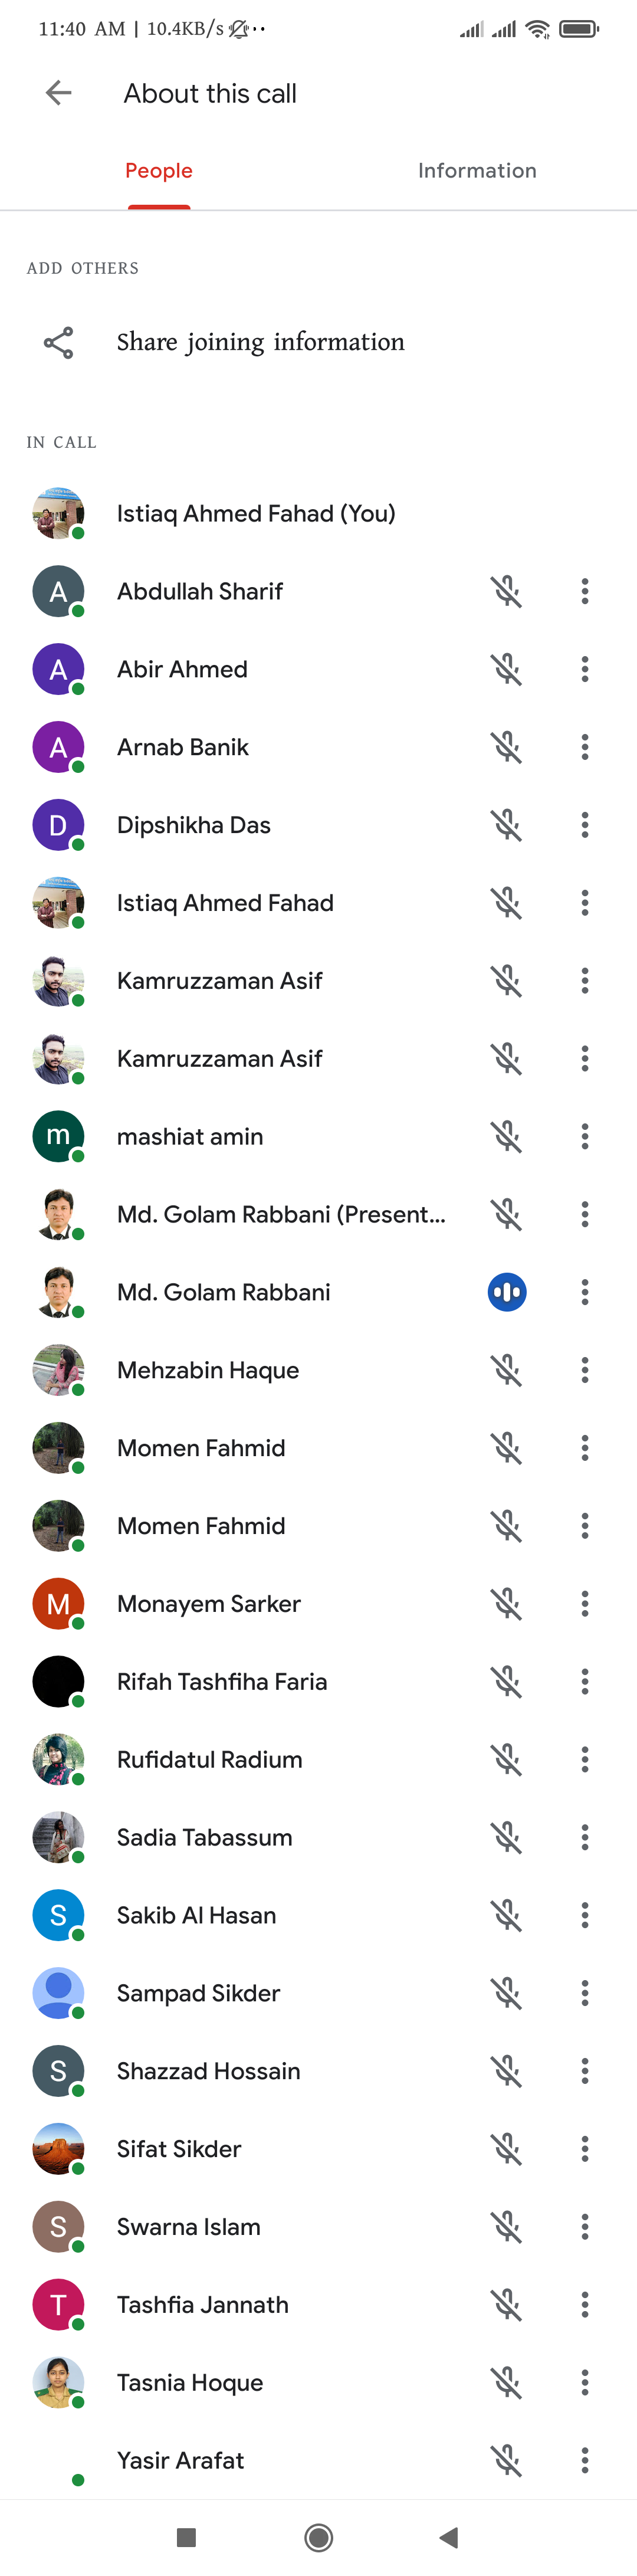 11:40 AM | 10.4KB/s
About this call
People Information
ADD OTHERS
Share joining information
IN CALL
Istiaq Ahmed Fahad (You)
A Abdullah Sharif
A Abir Ahmed
A Arnab Banik
D Dipshikha Das
Istiaq Ahmed Fahad
Kamruzzaman Asif
Kamruzzaman Asif
m mashiat amin
Md. Golam Rabbani (Present...
Md. Golam Rabbani
Mehzabin Haque
Momen Fahmid
Momen Fahmid
M Monayem Sarker
Rifah Tashfiha Faria
Rufidatul Radium
Sadia Tabassum
S Sakib Al Hasan
Sampad Sikder
S Shazzad Hossain
Sifat Sikder
S Swarna Islam
T Tashfia Jannath
Tasnia Hoque
Yasir Arafat